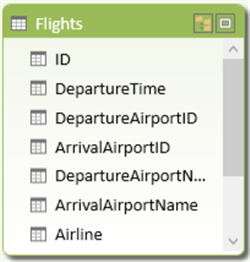 Flights
ID
DepartureTime
DepartureAirportID
ArrivalAirportID
DepartureAirportN...
ArrivalAirportName
Airline